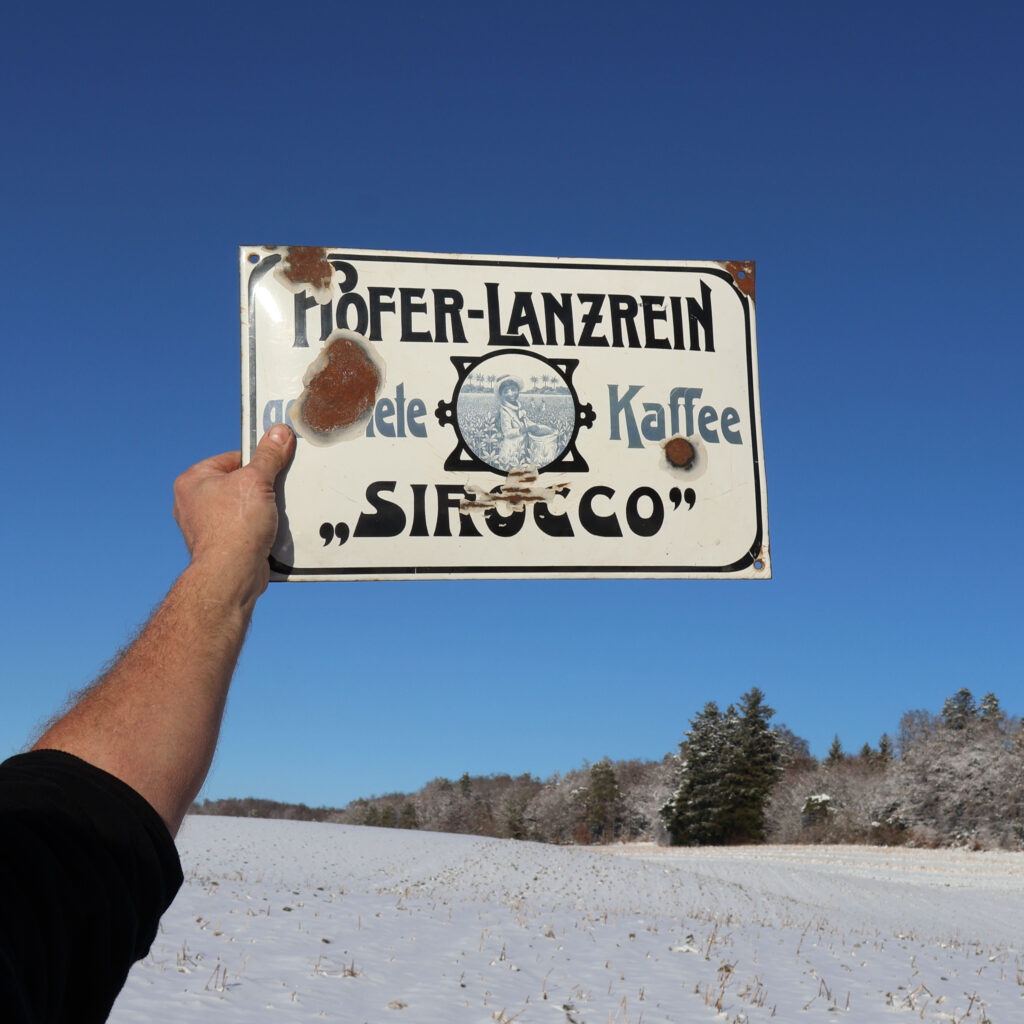 HOFER-LANZREIN
Kaffee
„SIROCCO”